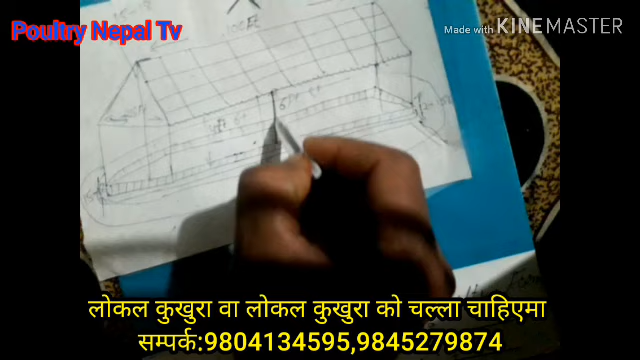 Poultry Nepal Tv
Made with KINEMASTER
लोकल कुखुरा वा लोकल कुखुरा को चल्ला चाहिएमा
सम्पर्क:9804134595,9845279874